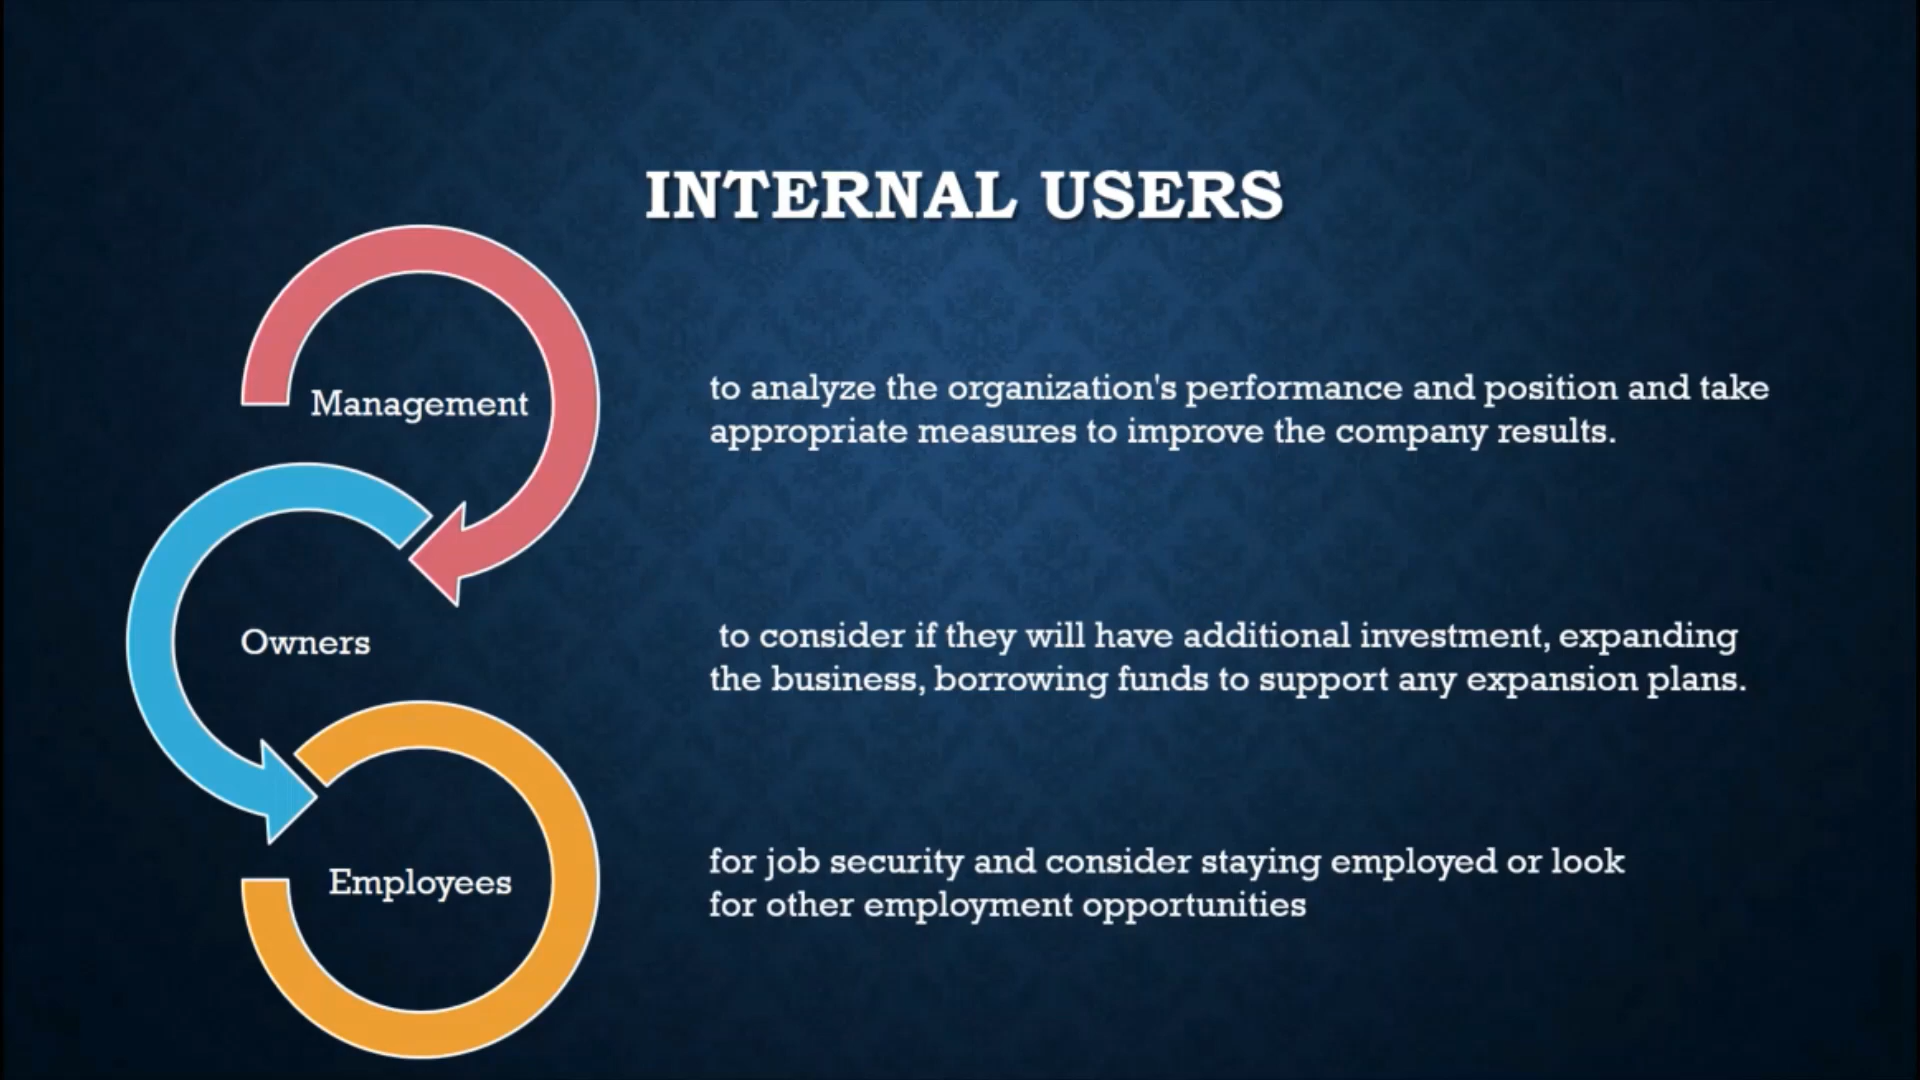 INTERNAL USERS
Management
to analyze the organization's performance and position and take
appropriate measures to improve the company results.
Owners
to consider if they will have additional investment, expanding
the business, borrowing funds to support any expansion plans.
Employees
for job security and consider staying employed or look
for other employment opportunities